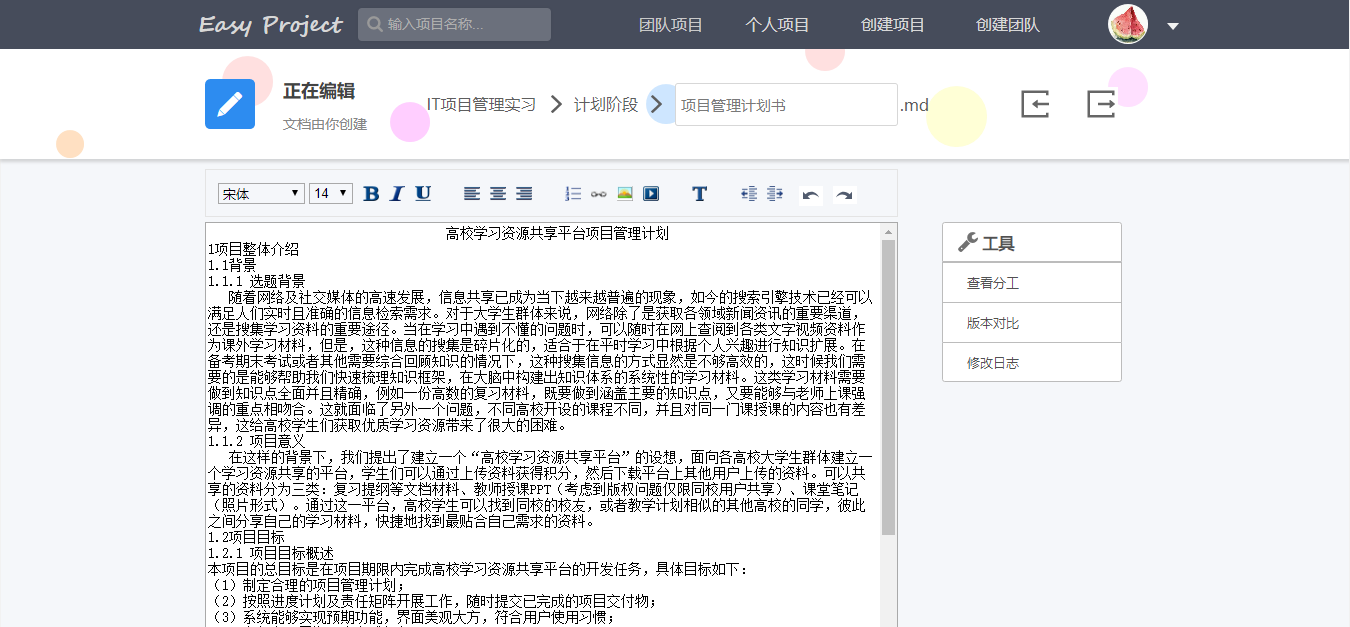 Easy Project 输入项目名称... 团队项目 个人项目 创建项目 创建团队
正在编辑
文档由你创建
IT项目管理实习 计划阶段 项目管理计划书 .md
宋体 14 B I U T
高校学习资源共享平台项目管理计划
1项目整体介绍
1.1背景
1.1.1 选题背景
随着网络及社交媒体的高速发展，信息共享已成为当下越来越普遍的现象，如今的搜索引擎技术已经可以
满足人们实时且准确的信息检索需求。对于大学生群体来说，网络除了是获取各领域新闻资讯的重要渠道，
还是搜集学习资料的重要途径。当在学习中遇到不懂的问题时，可以随时在网上查阅到各类文字视频资料作
为课外学习材料，但是，这种信息的搜集是碎片化的，适合于在平时学习中根据个人兴趣进行知识扩展。在
备考期末考试或者其他需要综合回顾知识的情况下，这种搜集信息的方式显然是不够高效的，这时候我们需
要的是能够帮助我们快速梳理知识框架，在大脑中构建出知识体系的系统性的学习材料。这类学习材料需要
做到知识点全面并且精确，例如一份高数的复习材料，既要做到涵盖主要的知识点，又要能够与老师上课强
调的重点相吻合。这就面临了另外一个问题，不同高校开设的课程不同，并且对同一门课授课的内容也有差
异，这给高校学生们获取优质学习资源带来了很大的困难。
1.1.2 项目意义
在这样的背景下，我们提出了建立一个“高校学习资源共享平台”的设想，面向各高校大学生群体建立一
个学习资源共享的平台，学生们可以通过上传资料获得积分，然后下载平台上其他用户上传的资料。可以共
享的资料分为三类：复习提纲等文档材料、教师授课PPT（考虑到版权问题仅限同校用户共享）、课堂笔记
（照片形式）。通过这一平台，高校学生可以找到同校的校友，或者教学计划相似的其他高校的同学，彼此
之间分享自己的学习材料，快捷地找到最贴合自己需求的资料。
1.2项目目标
1.2.1 项目目标概述
本项目的总目标是在项目期限内完成高校学习资源共享平台的开发任务，具体目标如下：
（1）制定合理的项目管理计划；
（2）按照进度计划及责任矩阵开展工作，随时提交已完成的项目交付物；
（3）系统能够实现预期功能，界面美观大方，符合用户使用习惯；
工具
查看分工
版本对比
修改日志